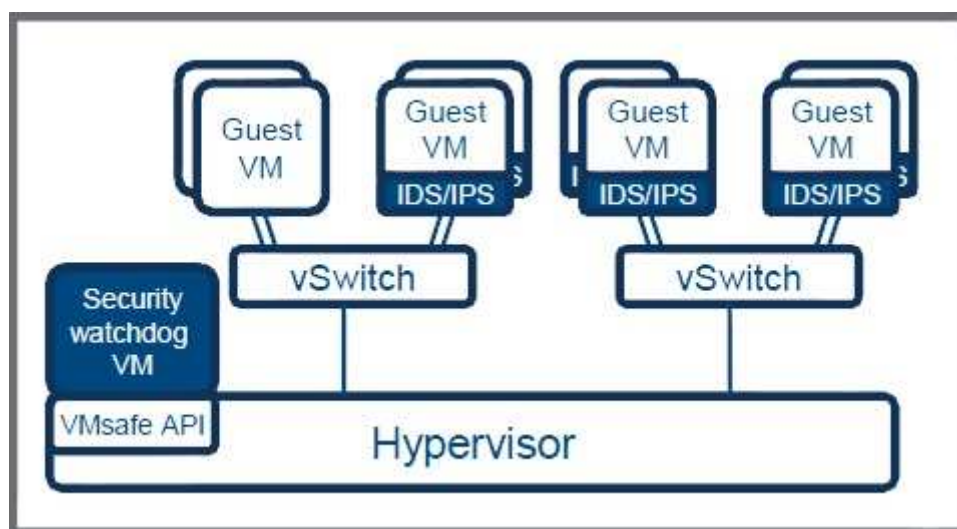 Guest
VM
Guest
VM
IDS/IPS
S
Guest
VM
I
IDS/IPS
Guest
VM
IDS/IPS
S
vSwitch
vSwitch
Security
watchdog
VM
VMsafe API
Hypervisor